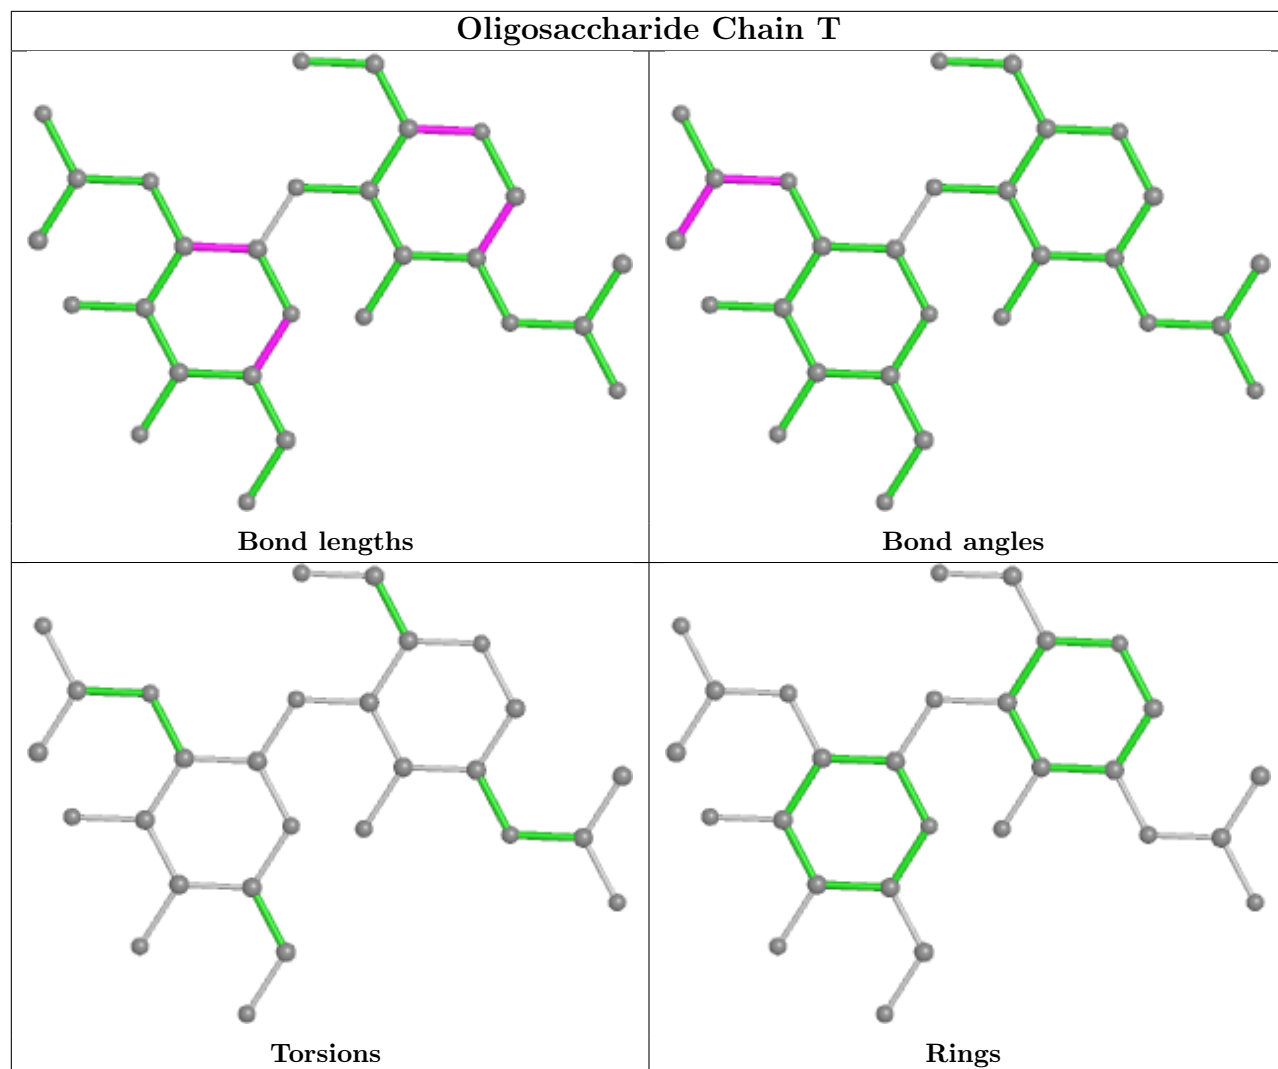 Oligosaccharide Chain T
Bond lengths
Bond angles
Torsions
Rings